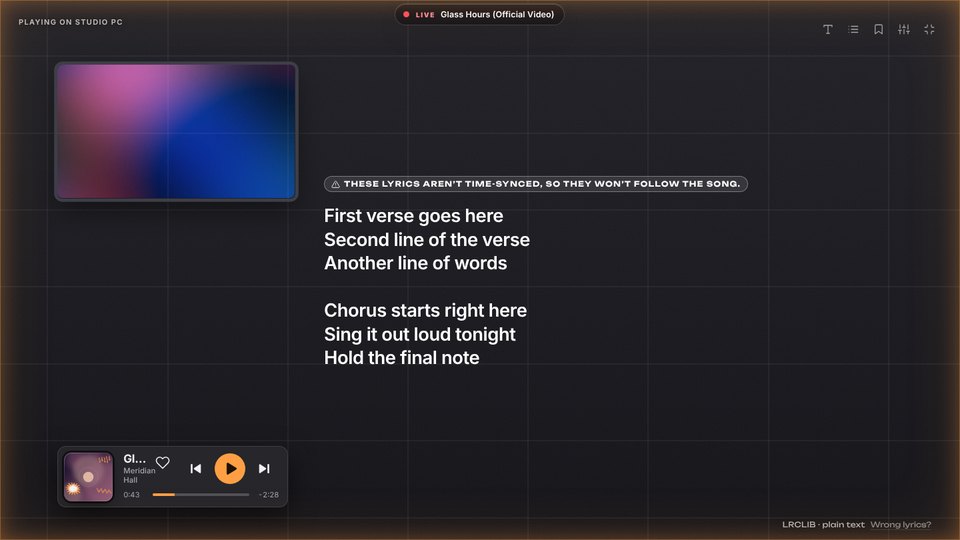 PLAYING ON STUDIO PC
LIVE Glass Hours (Official Video)
THESE LYRICS AREN'T TIME-SYNCED, SO THEY WON'T FOLLOW THE SONG.
First verse goes here
Second line of the verse
Another line of words
Chorus starts right here
Sing it out loud tonight
Hold the final note
Gl...
Meridian
Hall
0:43 -2:28
LRCLIB · plain text Wrong lyrics?